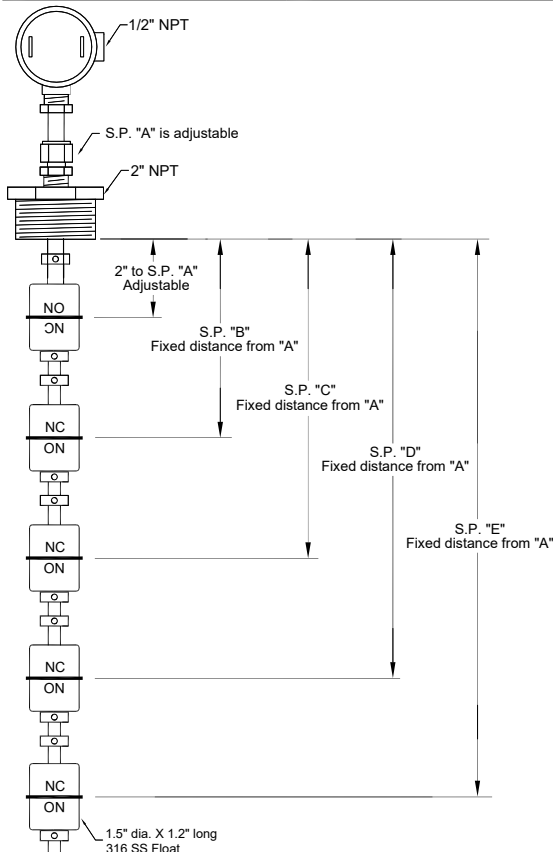 1/2" NPT
S.P. "A" is adjustable
2" NPT
2" to S.P. "A"
Adjustable
NO
NC
S.P. "B"
Fixed distance from "A"
S.P. "C"
Fixed distance from "A"
NC
ON
S.P. "D"
Fixed distance from "A"
S.P. "E"
Fixed distance from "A"
NC
ON
NC
ON
NC
ON
1.5" dia. X 1.2" long
316 SS Float